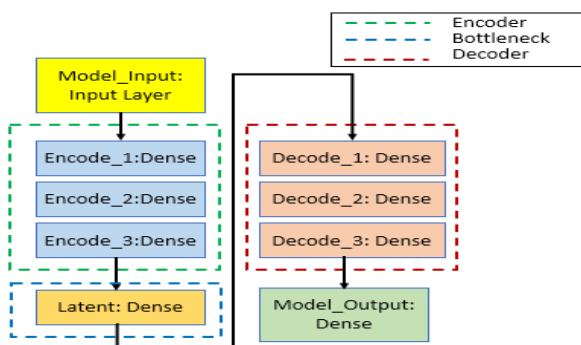 Encoder
Bottleneck
Decoder
Model_Input:
Input Layer
Encode_1:Dense
Encode_2:Dense
Encode_3:Dense
Latent: Dense
Decode_1: Dense
Decode_2: Dense
Decode_3: Dense
Model_Output:
Dense